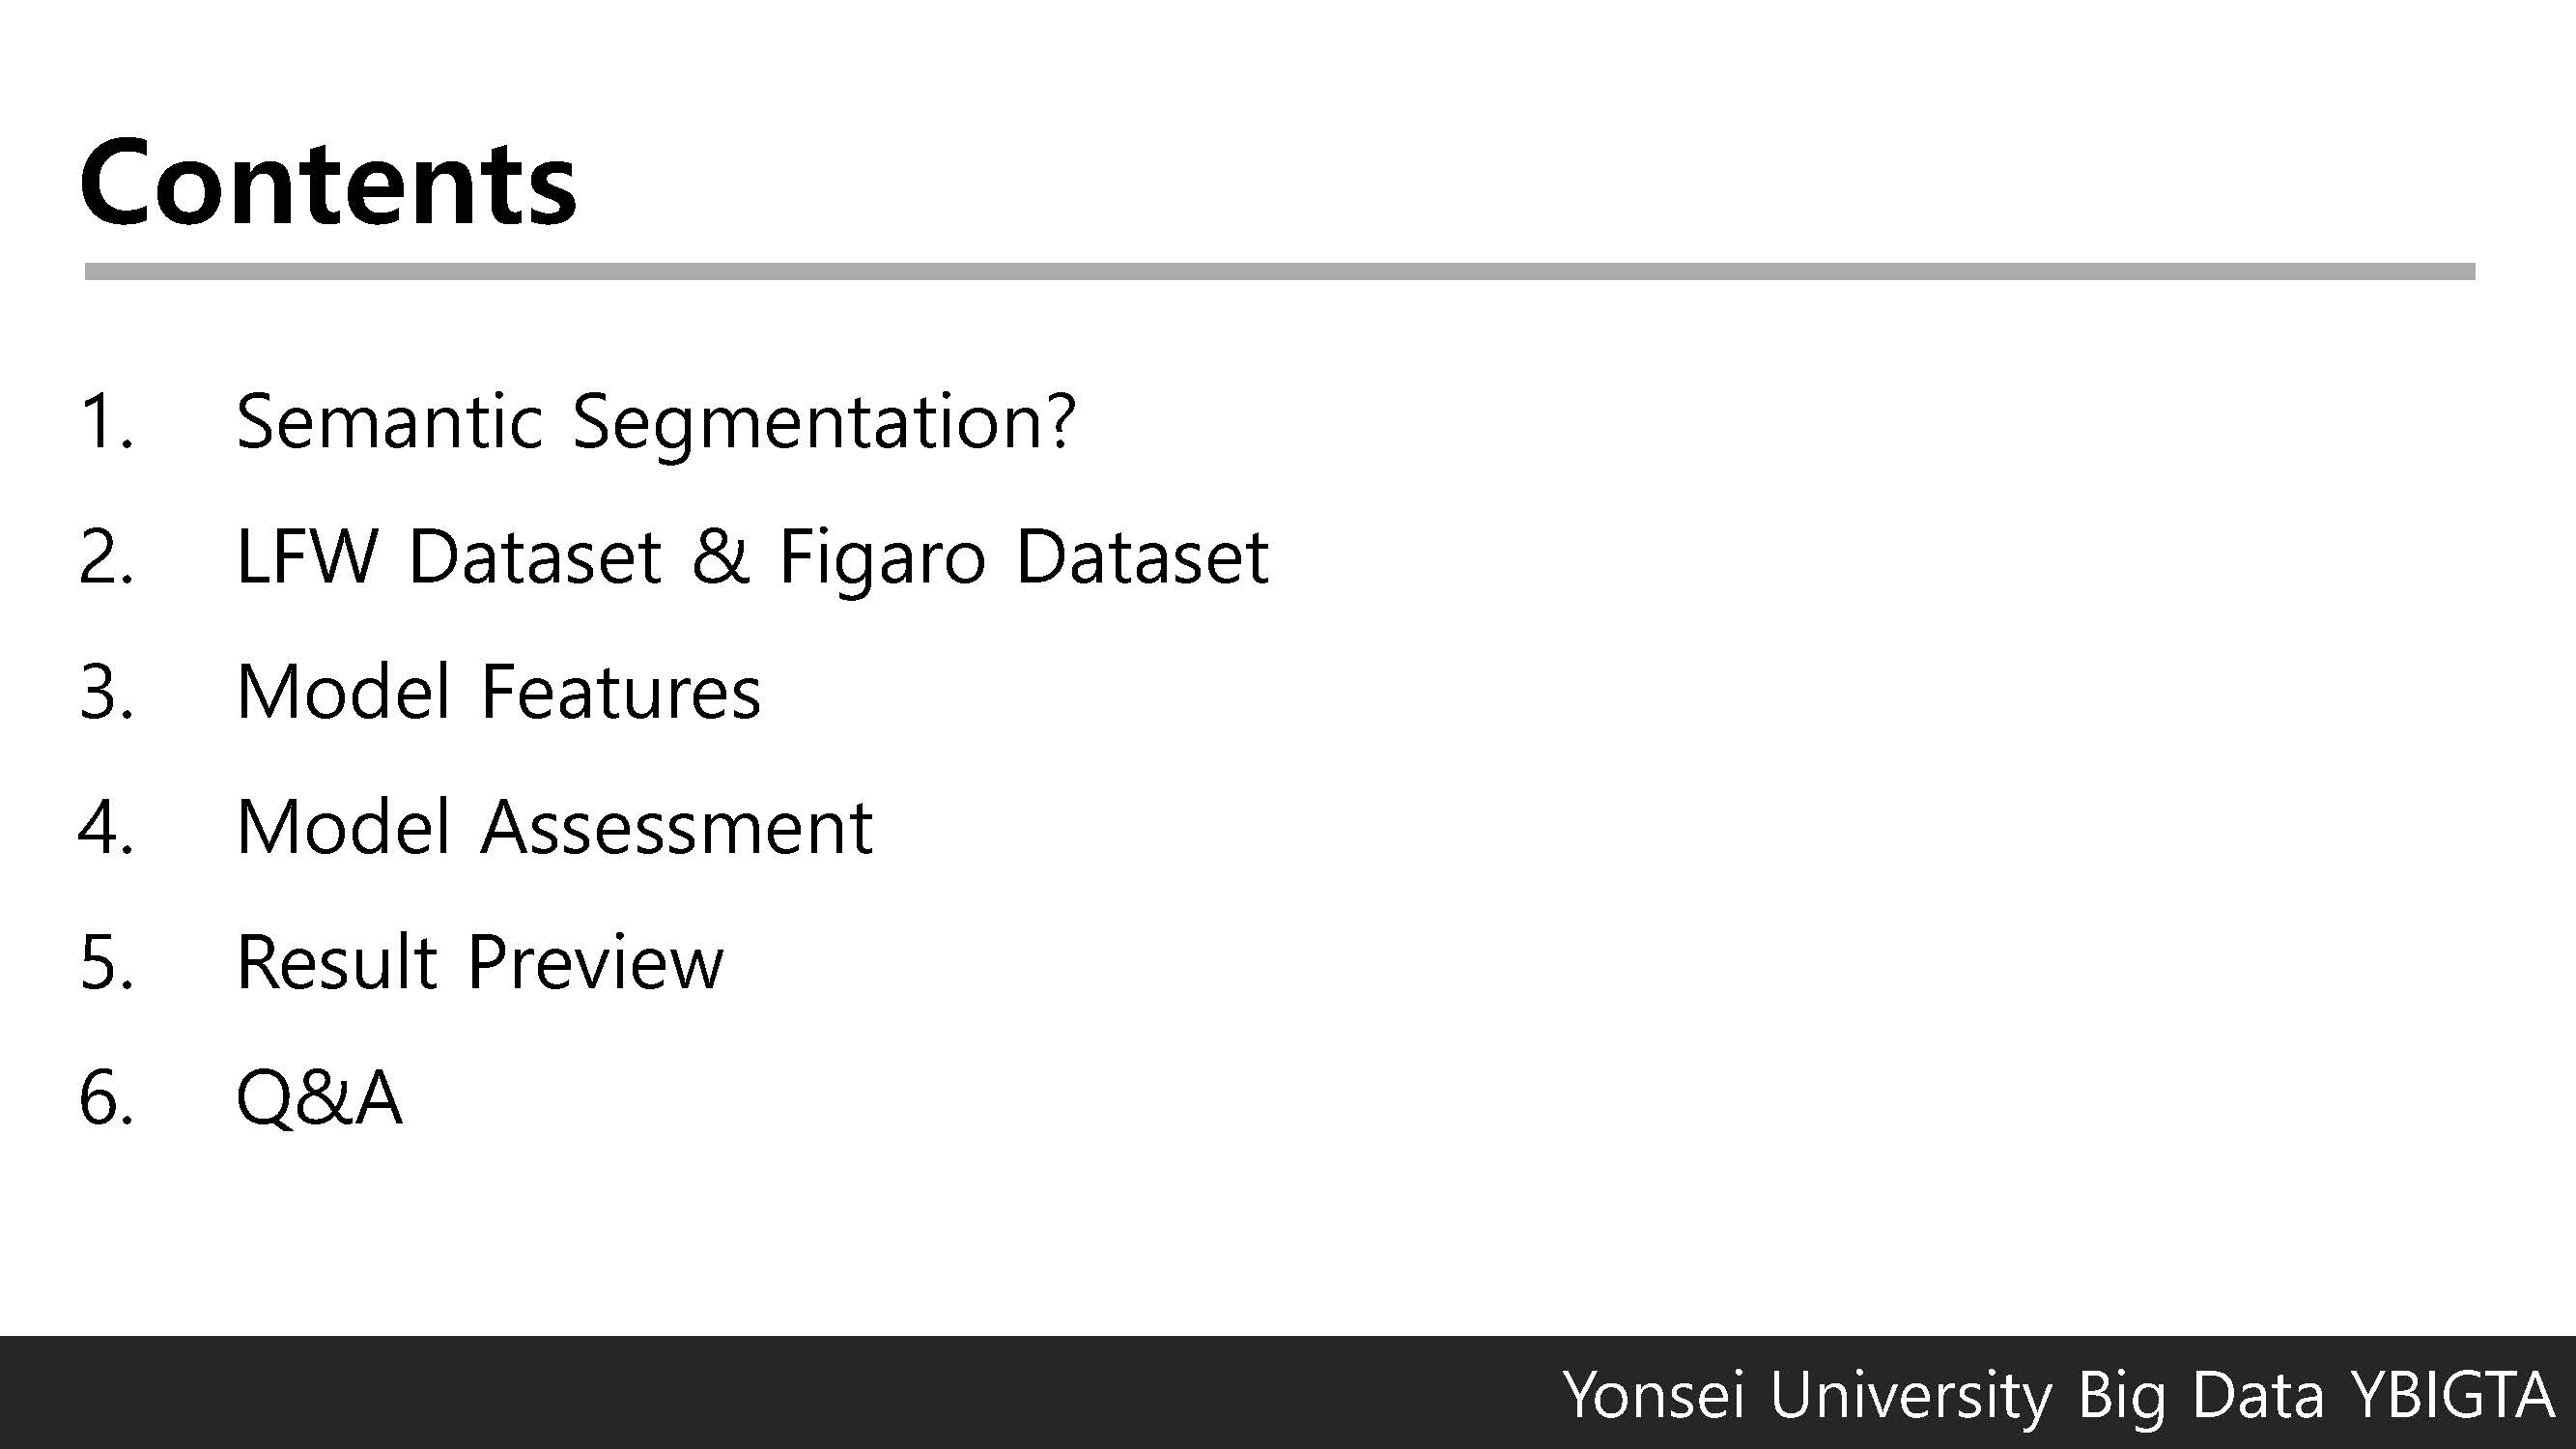 Contents
1. Semantic Segmentation?
2. LFW Dataset & Figaro Dataset
3. Model Features
4. Model Assessment
5. Result Preview
6. Q&A
Yonsei University Big Data YBIGTA